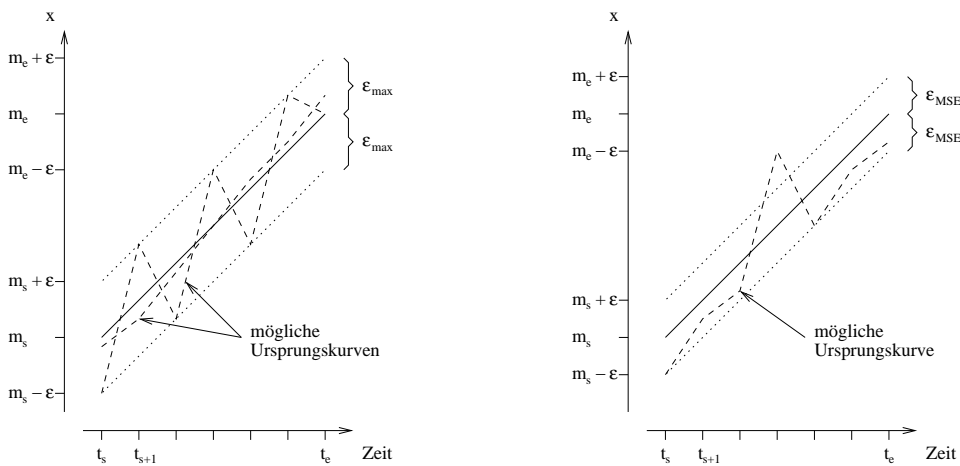 x
m_e + ε
m_e
m_e − ε
m_s + ε
m_s
m_s − ε
ε_max
ε_max
mögliche
Ursprungskurven
t_s
t_s+1
t_e
Zeit
x
m_e + ε
m_e
m_e − ε
m_s + ε
m_s
m_s − ε
ε_MSE
ε_MSE
mögliche
Ursprungskurve
t_s
t_s+1
t_e
Zeit